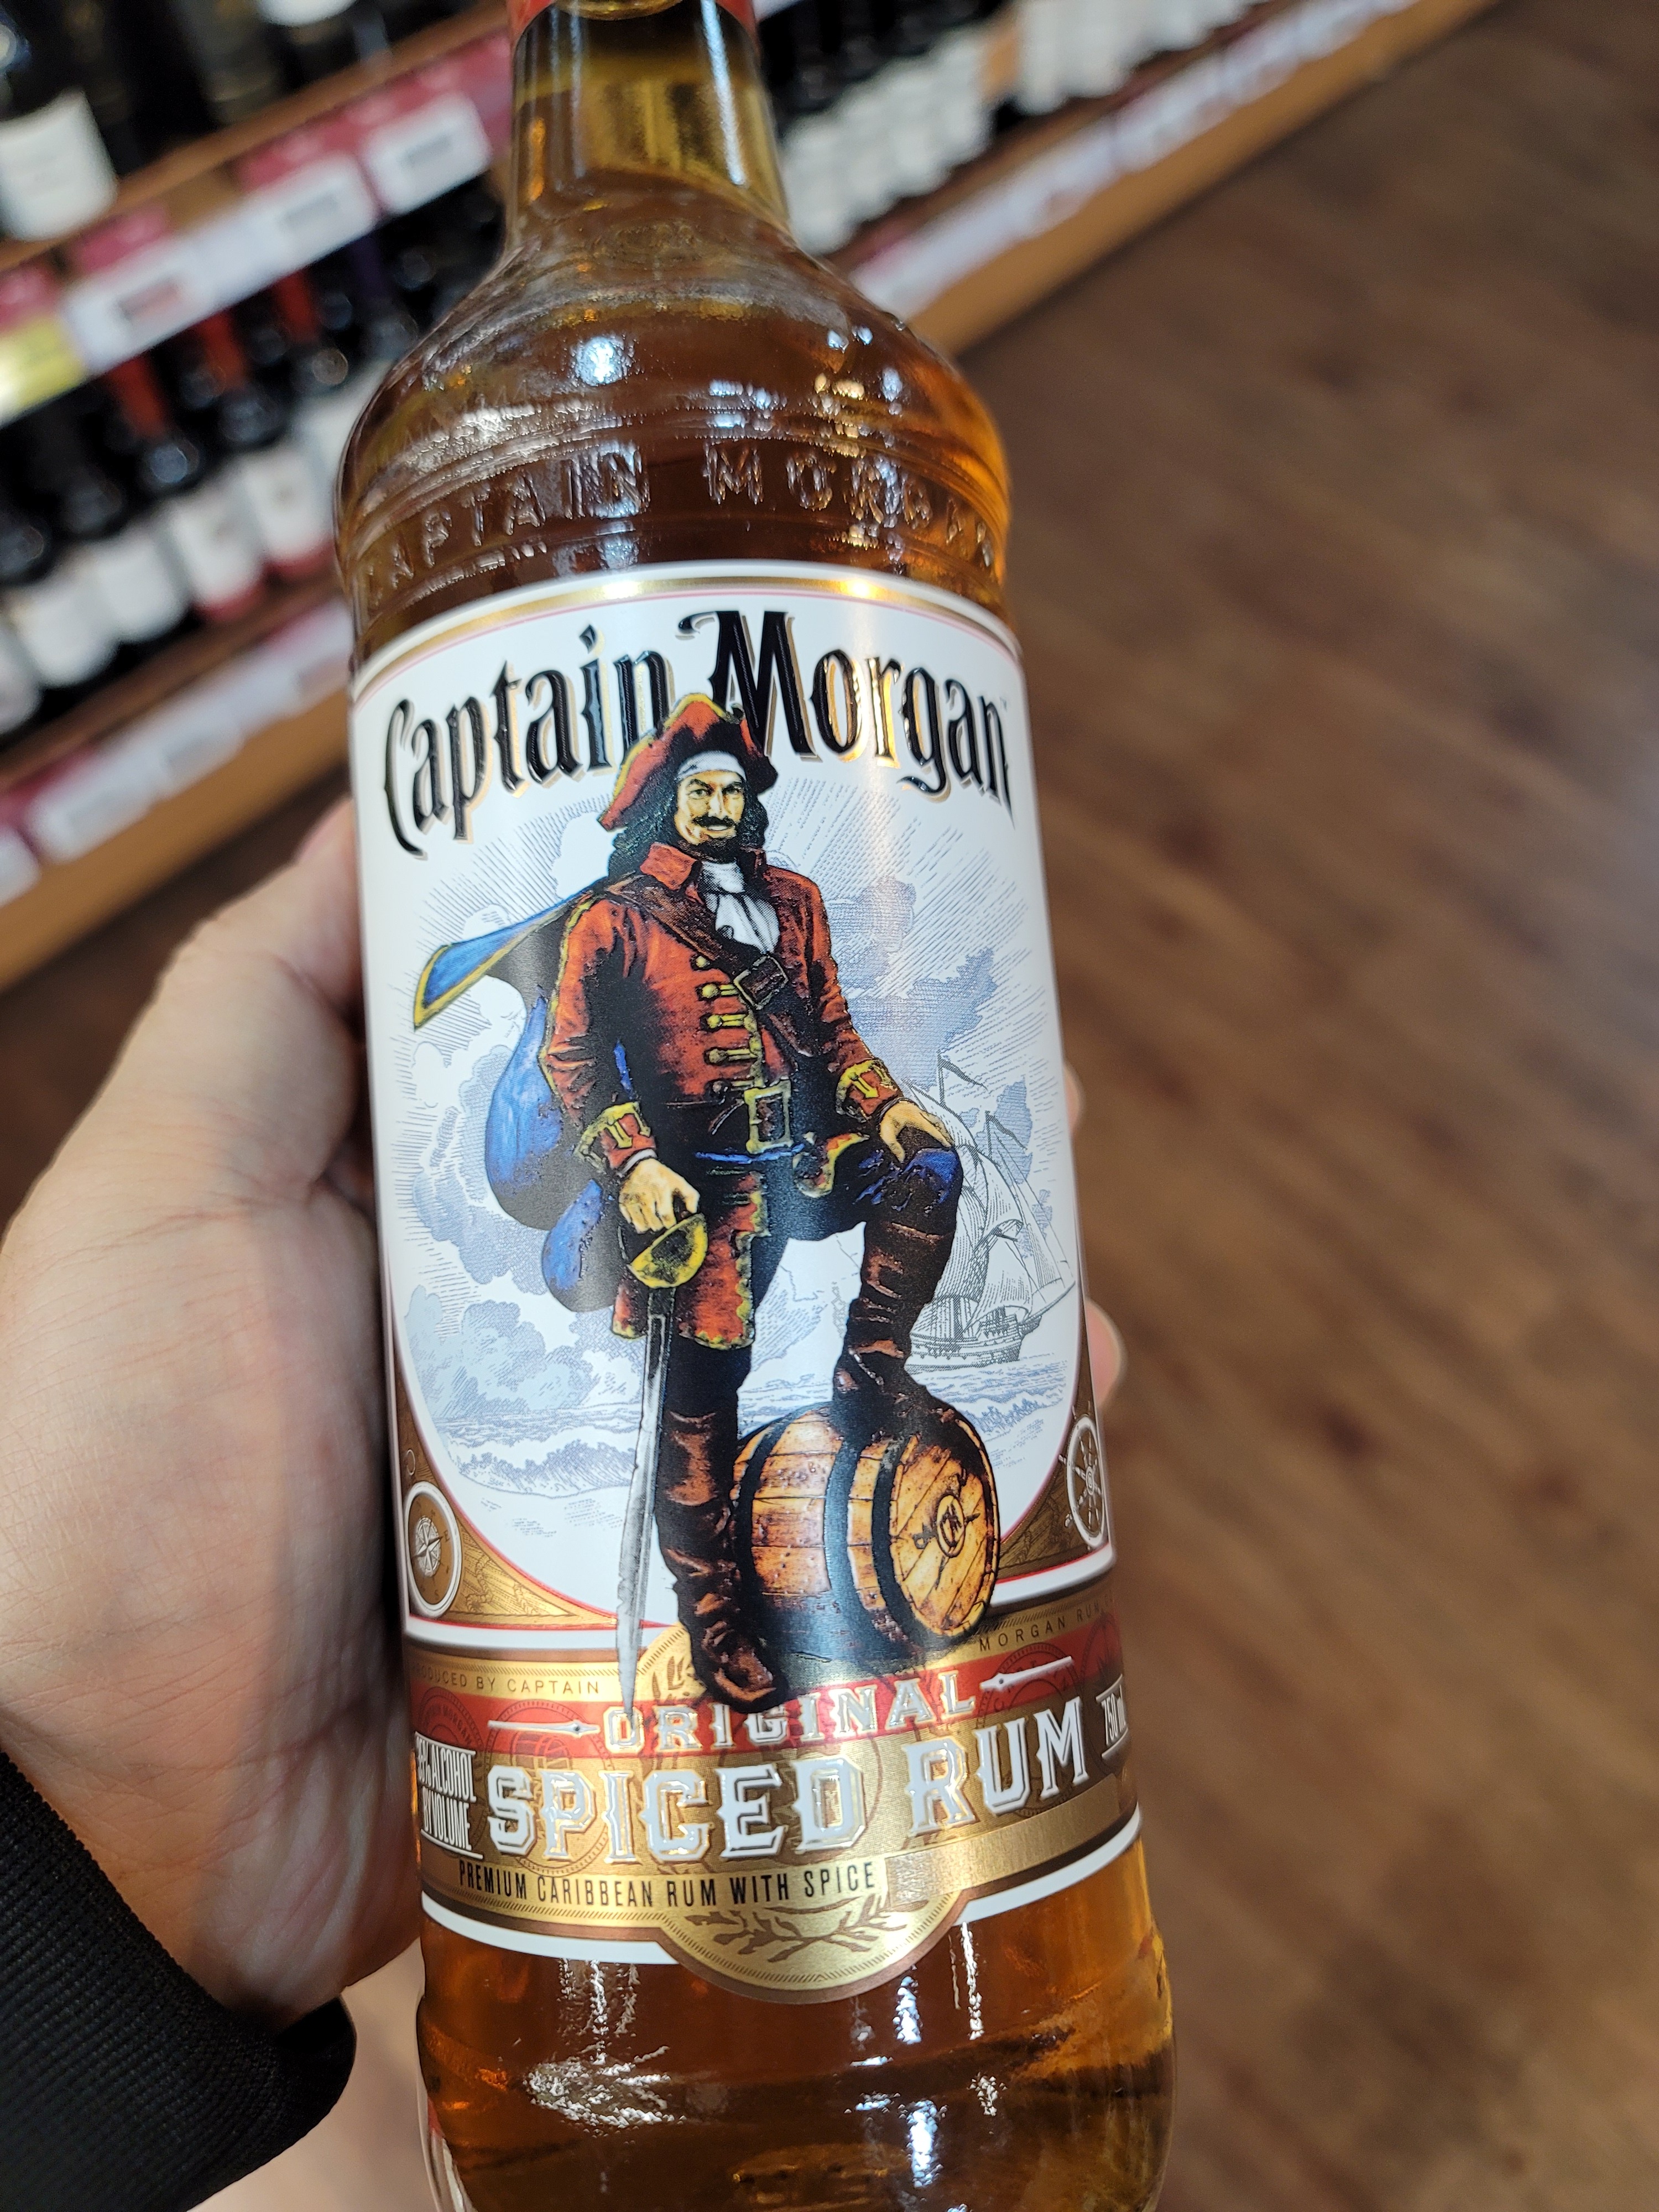 CAPTAIN MORGAN
Captain Morgan
PRODUCED BY CAPTAIN MORGAN RUM
ORIGINAL
SPICED RUM
35% ALCOHOL
BY VOLUME
750 ml
PREMIUM CARIBBEAN RUM WITH SPICE